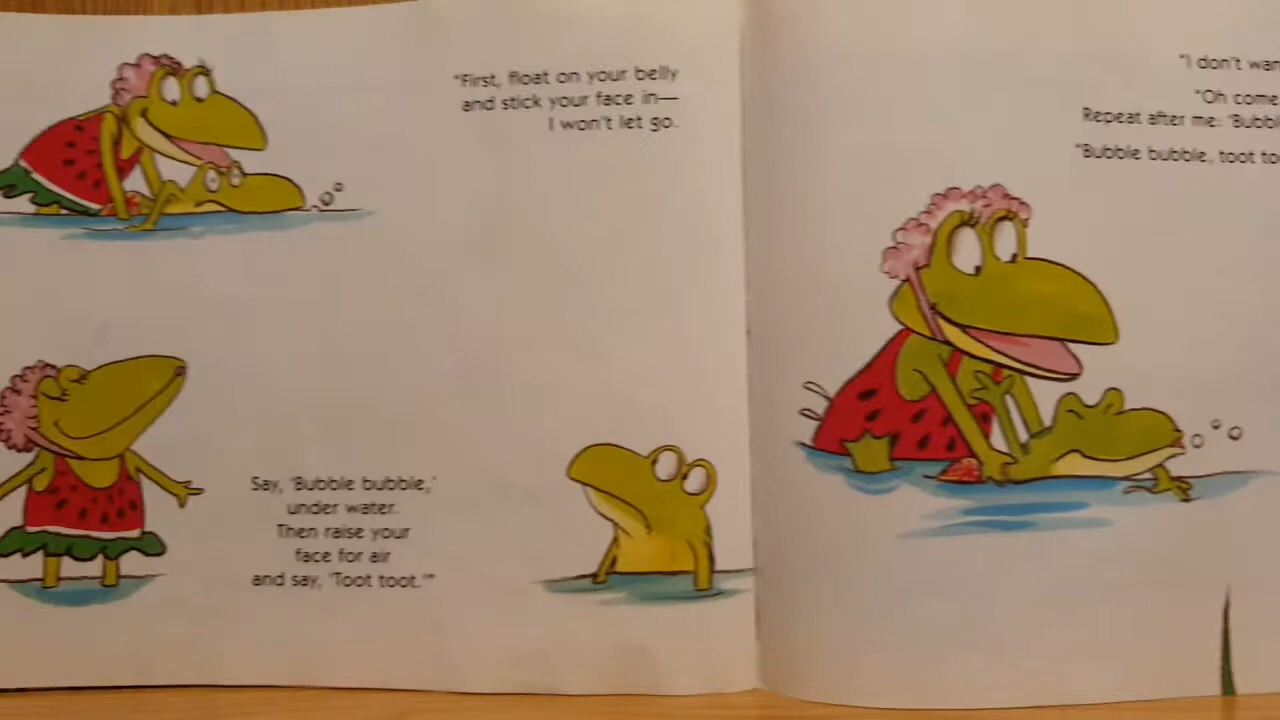 "First, float on your belly
and stick your face in—
I won't let go.
Say, 'Bubble bubble,'
under water.
Then raise your
face for air
and say, 'Toot toot.'"
"I don't
"Oh come
Repeat after me:
"Bubble bubble, toot